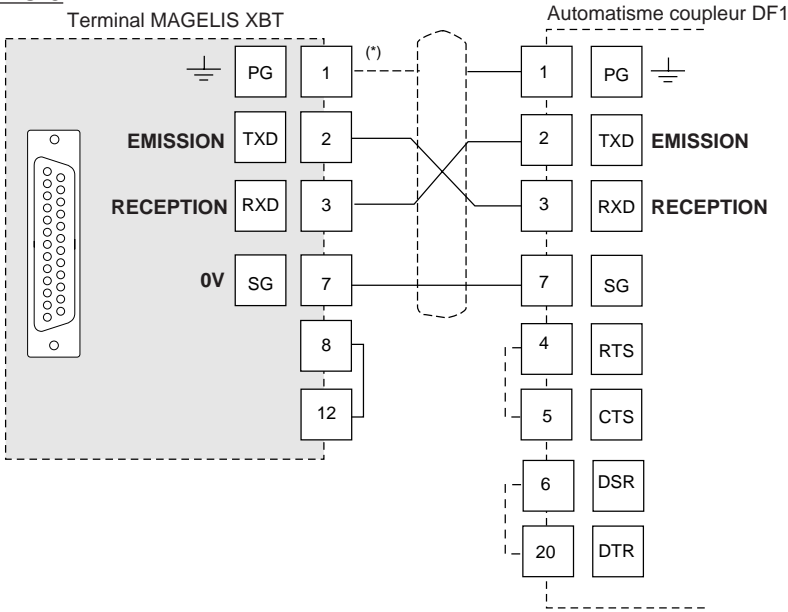 Terminal MAGELIS XBT
Automatisme coupleur DF1
PG 1 (*) 1 PG
EMISSION TXD 2 2 TXD EMISSION
RECEPTION RXD 3 3 RXD RECEPTION
0V SG 7 7 SG
8 4 RTS
12 5 CTS
6 DSR
20 DTR